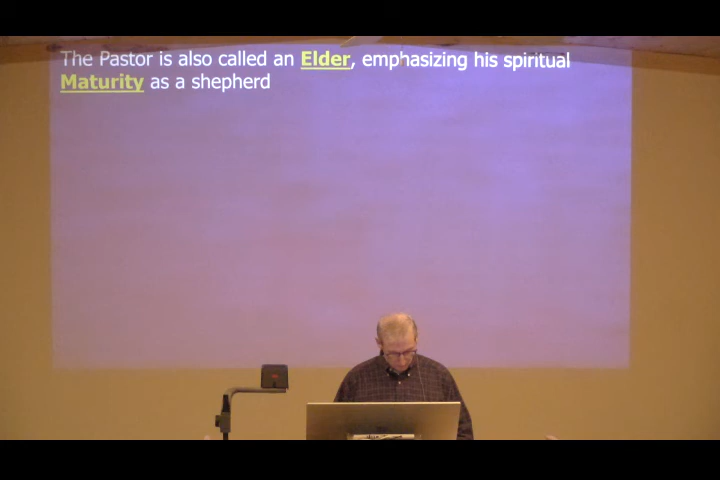 The Pastor is also called an Elder, emphasizing his spiritual
Maturity as a shepherd